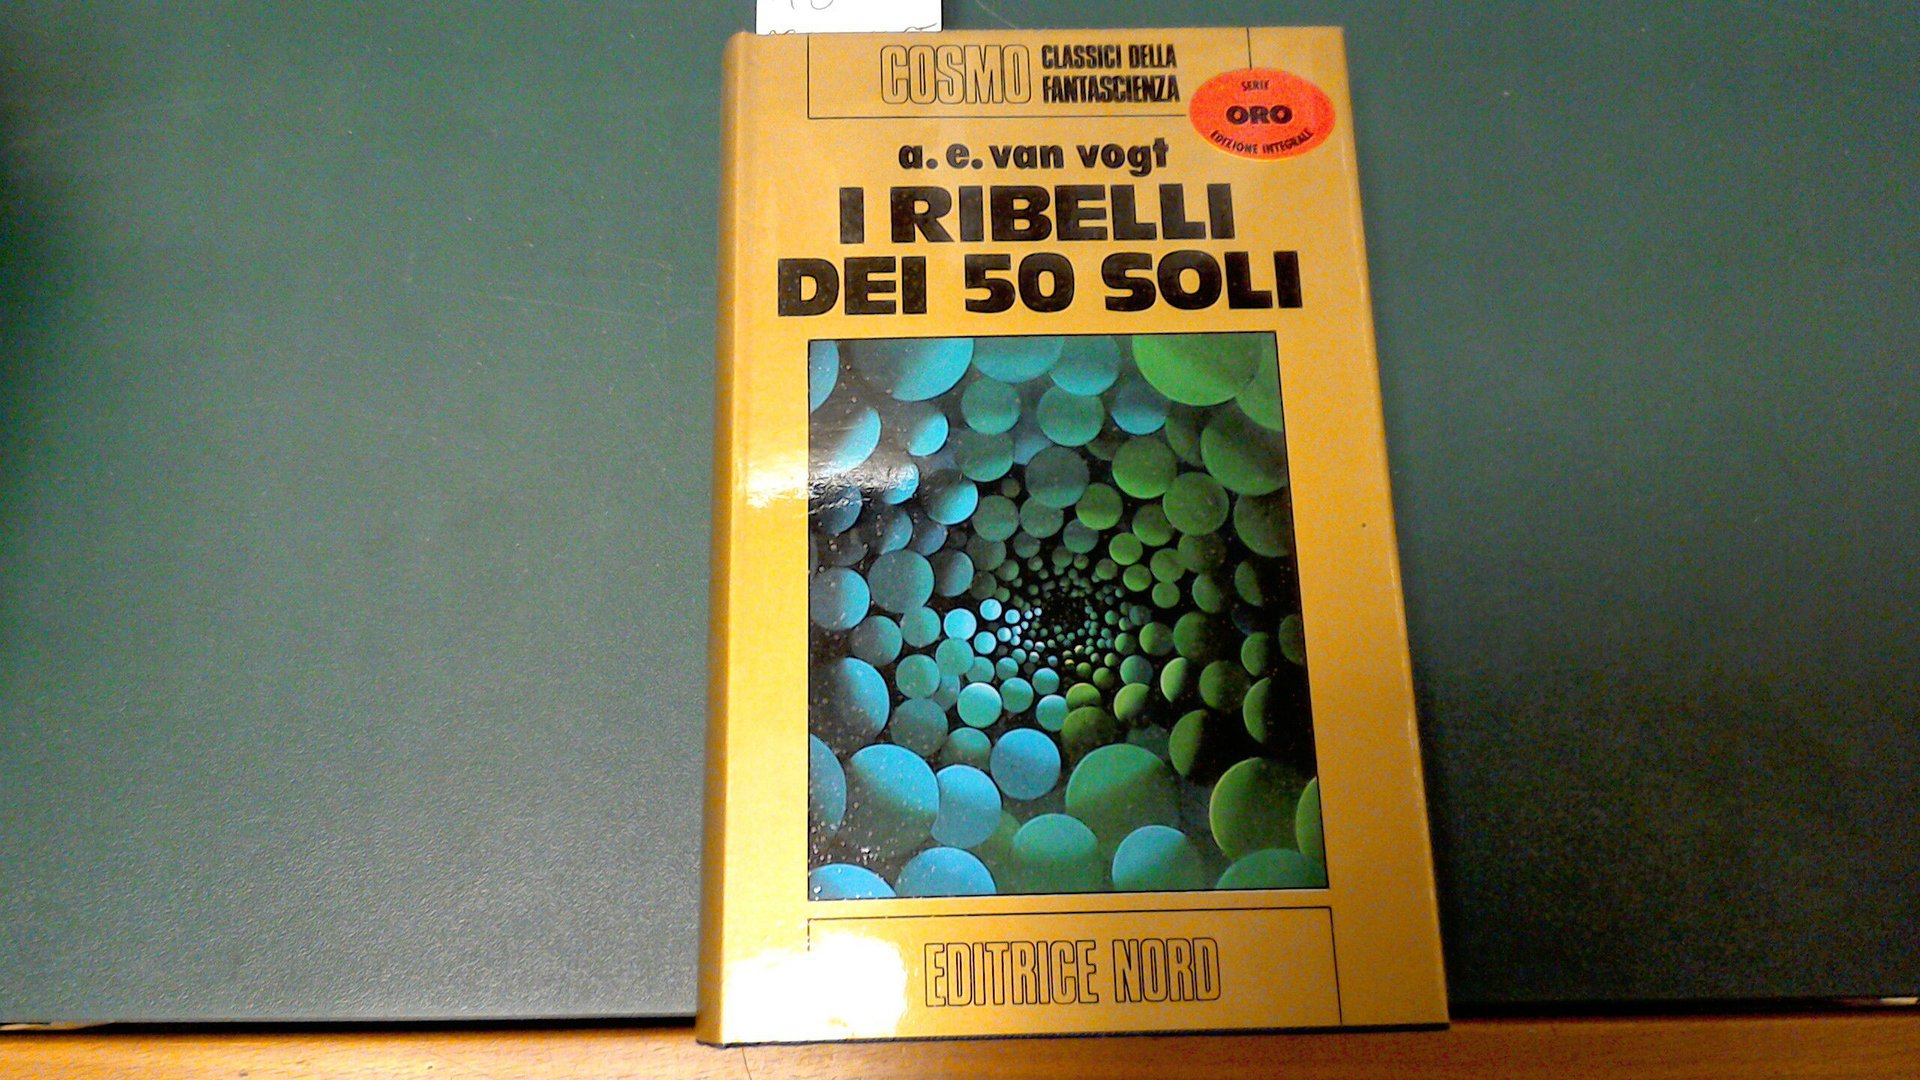 COSMO
CLASSICI DELLA
FANTASCIENZA
SERIE
ORO
EDIZIONE INTEGRALE
a. e. van vogt
I RIBELLI
DEI 50 SOLI
EDITRICE NORD